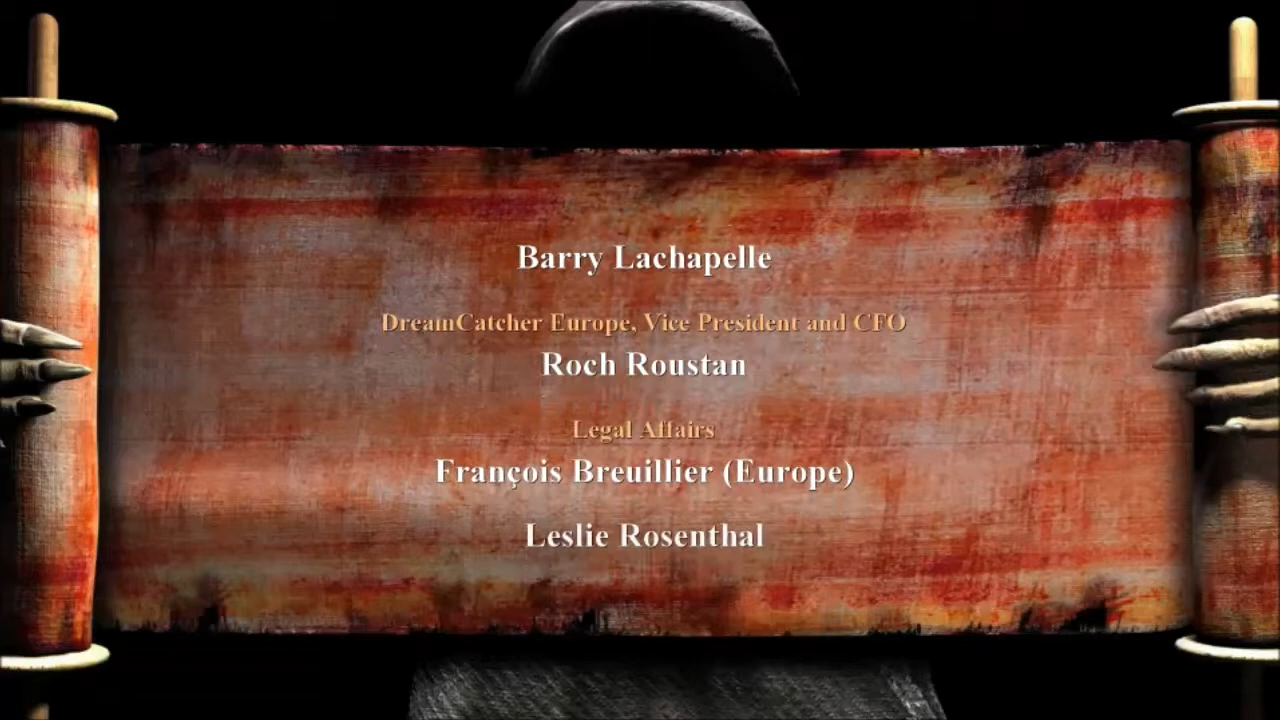 Barry Lachapelle
DreamCatcher Europe, Vice President and CFO
Roch Roustan
Legal Affairs
François Breuillier (Europe)
Leslie Rosenthal